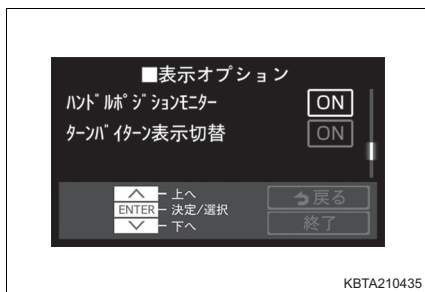 ■表示オプション
ハンドルポジションモニター ON
ターンバイターン表示切替 ON
上へ
ENTER 決定/選択
下へ
戻る
終了
KBTA210435